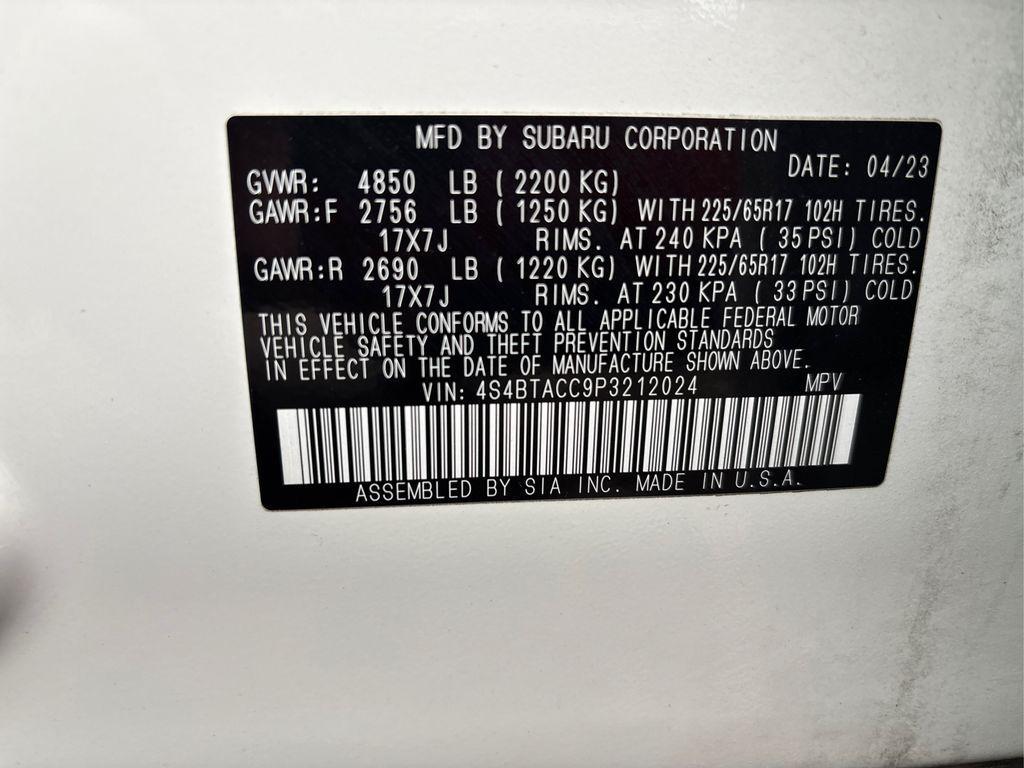 MFD BY SUBARU CORPORATION
DATE: 04/23
GVWR: 4850 LB ( 2200 KG)
GAWR:F 2756 LB ( 1250 KG) WITH 225/65R17 102H TIRES.
17X7J RIMS. AT 240 KPA ( 35 PSI) COLD
GAWR:R 2690 LB ( 1220 KG) WITH 225/65R17 102H TIRES.
17X7J RIMS. AT 230 KPA ( 33 PSI) COLD
THIS VEHICLE CONFORMS TO ALL APPLICABLE FEDERAL MOTOR
VEHICLE SAFETY AND THEFT PREVENTION STANDARDS
IN EFFECT ON THE DATE OF MANUFACTURE SHOWN ABOVE.
VIN: 4S4BTACC9P3212024 MPV
ASSEMBLED BY SIA INC. MADE IN U.S.A.